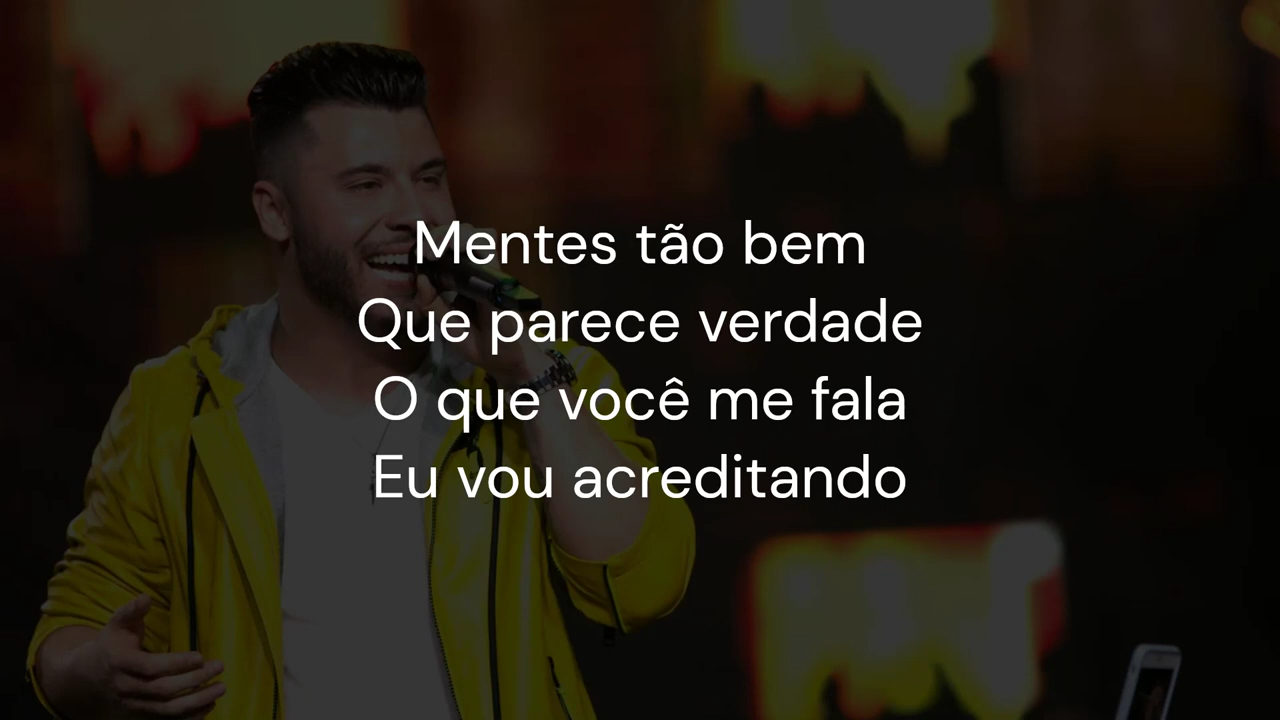 Mentes tão bem
Que parece verdade
O que você me fala
Eu vou acreditando